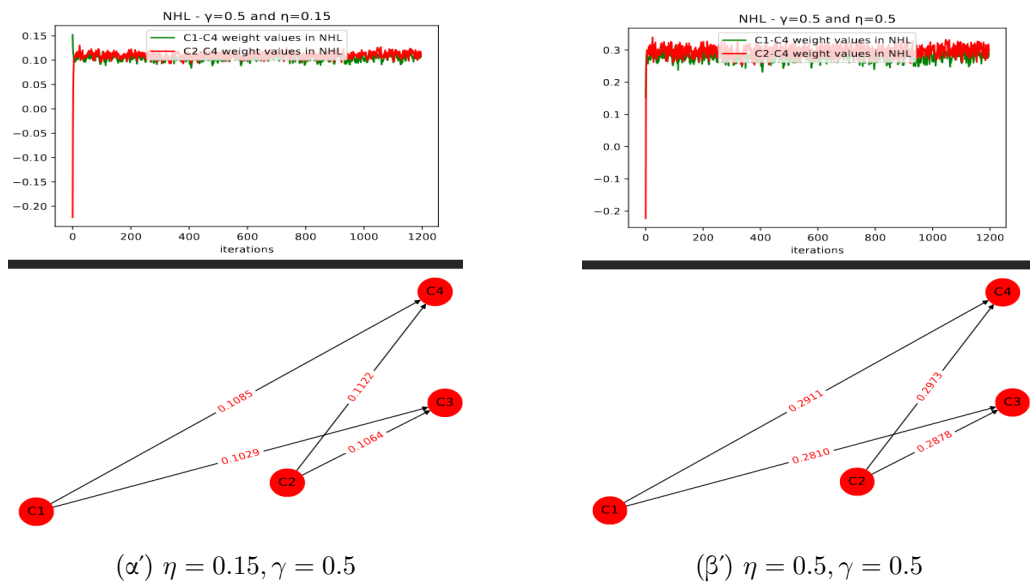 NHL - γ=0.5 and η=0.15
C1-C4 weight values in NHL
C2-C4 weight values in NHL
0.15
0.10
0.05
0.00
−0.05
−0.10
−0.15
−0.20
0
200
400
600
800
1000
1200
iterations
C4
0.1085
0.1122
C3
0.1029
0.1064
C2
C1
(α′) η = 0.15, γ = 0.5
NHL - γ=0.5 and η=0.5
C1-C4 weight values in NHL
C2-C4 weight values in NHL
0.3
0.2
0.1
0.0
−0.1
−0.2
0
200
400
600
800
1000
1200
iterations
C4
0.2911
0.2973
C3
0.2810
0.2878
C2
C1
(β′) η = 0.5, γ = 0.5